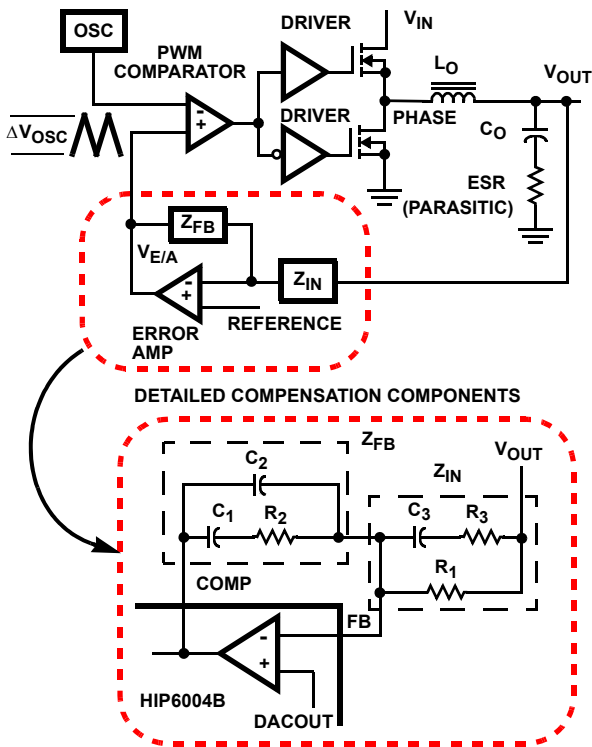 OSC
PWM
COMPARATOR
DRIVER
V_IN
L_O
V_OUT
ΔV_OSC
-
+
DRIVER
PHASE
C_O
ESR
(PARASITIC)
Z_FB
V_E/A
-
+
Z_IN
REFERENCE
ERROR
AMP
DETAILED COMPENSATION COMPONENTS
Z_FB
V_OUT
C_2
Z_IN
C_1
R_2
C_3
R_3
COMP
R_1
FB
-
+
HIP6004B
DACOUT